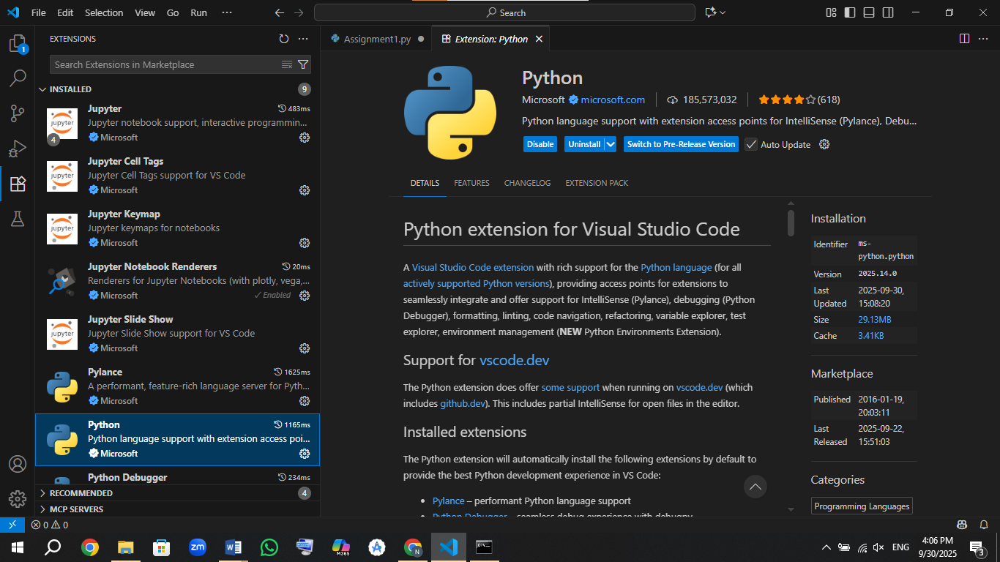 File Edit Selection View Go Run ···
Search
EXTENSIONS
Assignment1.py
Extension: Python
1
Search Extensions in Marketplace
INSTALLED 9
Jupyter 483ms
Jupyter notebook support, interactive programmin...
Microsoft
jupyter
4
Jupyter Cell Tags
Jupyter Cell Tags support for VS Code
Microsoft
jupyter
Jupyter Keymap
Jupyter keymaps for notebooks
Microsoft
jupyter
Jupyter Notebook Renderers 20ms
Renderers for Jupyter Notebooks (with plotly, vega,...
Microsoft ✓ Enabled
Jupyter Slide Show
Jupyter Slide Show support for VS Code
Microsoft
jupyter
Pylance 1625ms
A performant, feature-rich language server for Pyth...
Microsoft
Python 1165ms
Python language support with extension access poi...
Microsoft
Python Debugger 234ms
RECOMMENDED 4
MCP SERVERS
Python
Microsoft microsoft.com 185,573,032 (618)
Python language support with extension access points for IntelliSense (Pylance), Debu...
Disable Uninstall Switch to Pre-Release Version Auto Update
DETAILS FEATURES CHANGELOG EXTENSION PACK
Python extension for Visual Studio Code
A Visual Studio Code extension with rich support for the Python language (for all
actively supported Python versions), providing access points for extensions to
seamlessly integrate and offer support for IntelliSense (Pylance), debugging (Python
Debugger), formatting, linting, code navigation, refactoring, variable explorer, test
explorer, environment management (NEW Python Environments Extension).
Support for vscode.dev
The Python extension does offer some support when running on vscode.dev (which
includes github.dev). This includes partial IntelliSense for open files in the editor.
Installed extensions
The Python extension will automatically install the following extensions by default to
provide the best Python development experience in VS Code:
• Pylance – performant Python language support
• Python Debugger – seamless debug experience with debugpy
Installation
Identifier ms-
python.python
Version 2025.14.0
Last 2025-09-30,
Updated 15:08:20
Size 29.13MB
Cache 3.41KB
Marketplace
Published 2016-01-19,
20:03:11
Last 2025-09-22,
Released 15:51:03
Categories
Programming Languages
0 0
zm
M365
N
ENG
4:06 PM
9/30/2025
3